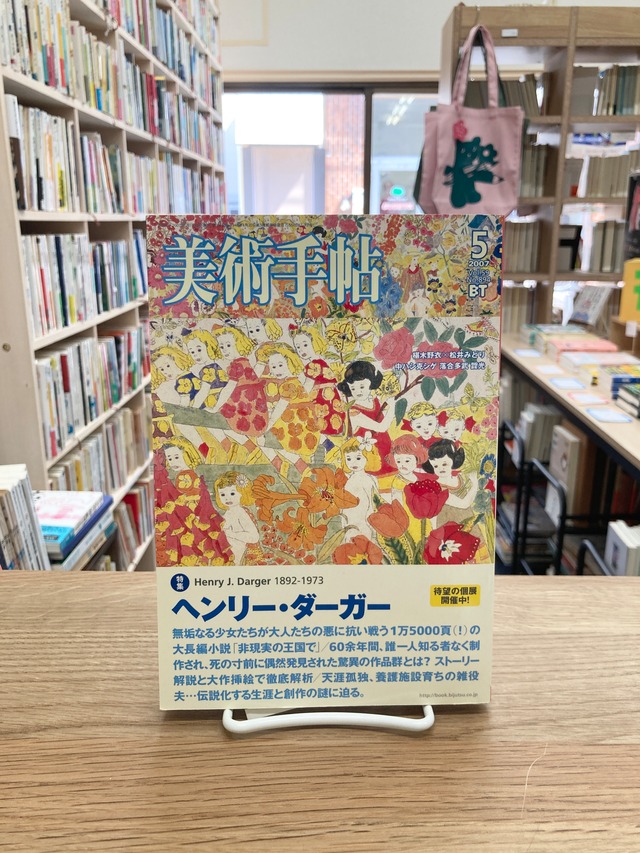 美術手帖
5
2007
BT
椹木野衣・松井みどり
中ハシ克シゲ 落合多武 會光
特集
Henry J. Darger 1892-1973
ヘンリー・ダーガー
待望の個展
開催中!
無垢なる少女たちが大人たちの悪に抗い戦う1万5000頁(!)の
大長編小説「非現実の王国で」/60余年間、誰一人知る者なく制
作され、死の寸前に偶然発見された驚異の作品群とは? ストーリー
解説と大作挿絵で徹底解析/天涯孤独、養護施設育ちの雑役
夫…伝説化する生涯と創作の謎に迫る。
http://book.bijutsu.co.jp